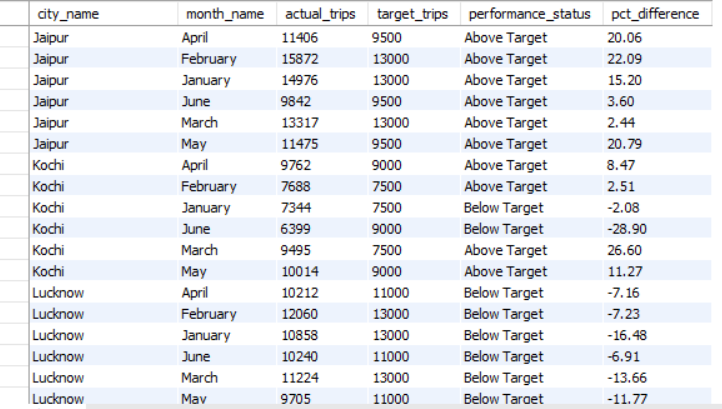 city_name month_name actual_trips target_trips performance_status pct_difference
Jaipur April 11406 9500 Above Target 20.06
Jaipur February 15872 13000 Above Target 22.09
Jaipur January 14976 13000 Above Target 15.20
Jaipur June 9842 9500 Above Target 3.60
Jaipur March 13317 13000 Above Target 2.44
Jaipur May 11475 9500 Above Target 20.79
Kochi April 9762 9000 Above Target 8.47
Kochi February 7688 7500 Above Target 2.51
Kochi January 7344 7500 Below Target -2.08
Kochi June 6399 9000 Below Target -28.90
Kochi March 9495 7500 Above Target 26.60
Kochi May 10014 9000 Above Target 11.27
Lucknow April 10212 11000 Below Target -7.16
Lucknow February 12060 13000 Below Target -7.23
Lucknow January 10858 13000 Below Target -16.48
Lucknow June 10240 11000 Below Target -6.91
Lucknow March 11224 13000 Below Target -13.66
Lucknow May 9705 11000 Below Target -11.77